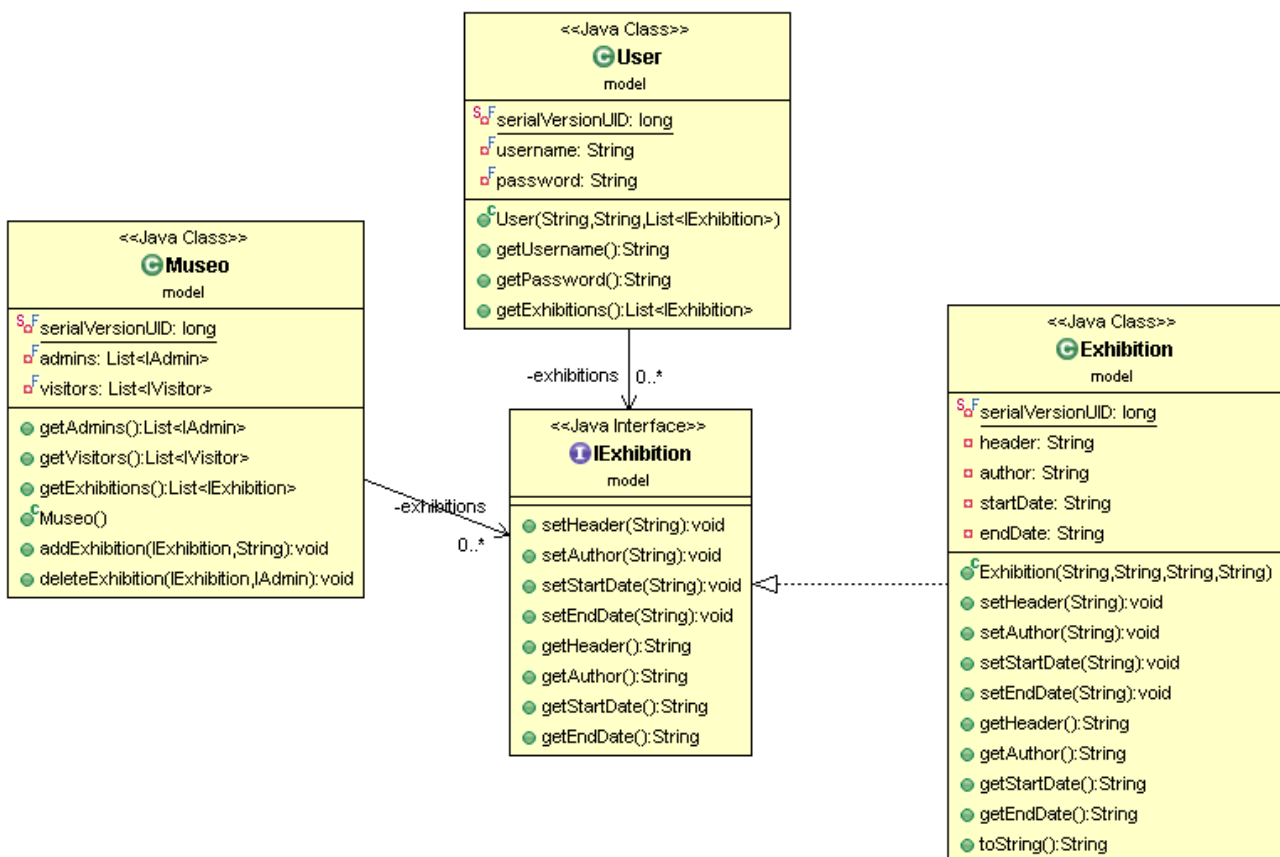 <<Java Class>>
User
model
serialVersionUID: long
username: String
password: String
User(String,String,List<IExhibition>)
getUsername():String
getPassword():String
getExhibitions():List<IExhibition>
-exhibitions
0..*
<<Java Class>>
Museo
model
serialVersionUID: long
admins: List<IAdmin>
visitors: List<IVisitor>
getAdmins():List<IAdmin>
getVisitors():List<IVisitor>
getExhibitions():List<IExhibition>
Museo()
addExhibition(IExhibition,String):void
deleteExhibition(IExhibition,IAdmin):void
-exhibitions
0..*
<<Java Interface>>
IExhibition
model
setHeader(String):void
setAuthor(String):void
setStartDate(String):void
setEndDate(String):void
getHeader():String
getAuthor():String
getStartDate():String
getEndDate():String
<<Java Class>>
Exhibition
model
serialVersionUID: long
header: String
author: String
startDate: String
endDate: String
Exhibition(String,String,String,String)
setHeader(String):void
setAuthor(String):void
setStartDate(String):void
setEndDate(String):void
getHeader():String
getAuthor():String
getStartDate():String
getEndDate():String
toString():String